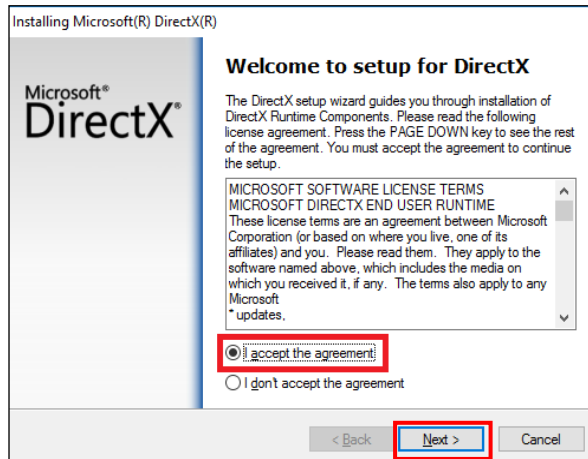 Installing Microsoft(R) DirectX(R)
Microsoft®
DirectX®
Welcome to setup for DirectX
The DirectX setup wizard guides you through installation of
DirectX Runtime Components. Please read the following
license agreement. Press the PAGE DOWN key to see the rest
of the agreement. You must accept the agreement to continue
the setup.
MICROSOFT SOFTWARE LICENSE TERMS
MICROSOFT DIRECTX END USER RUNTIME
These license terms are an agreement between Microsoft
Corporation (or based on where you live, one of its
affiliates) and you.  Please read them.  They apply to the
software named above, which includes the media on
which you received it, if any.  The terms also apply to any
Microsoft
* updates,
I accept the agreement
I don't accept the agreement
< Back
Next >
Cancel